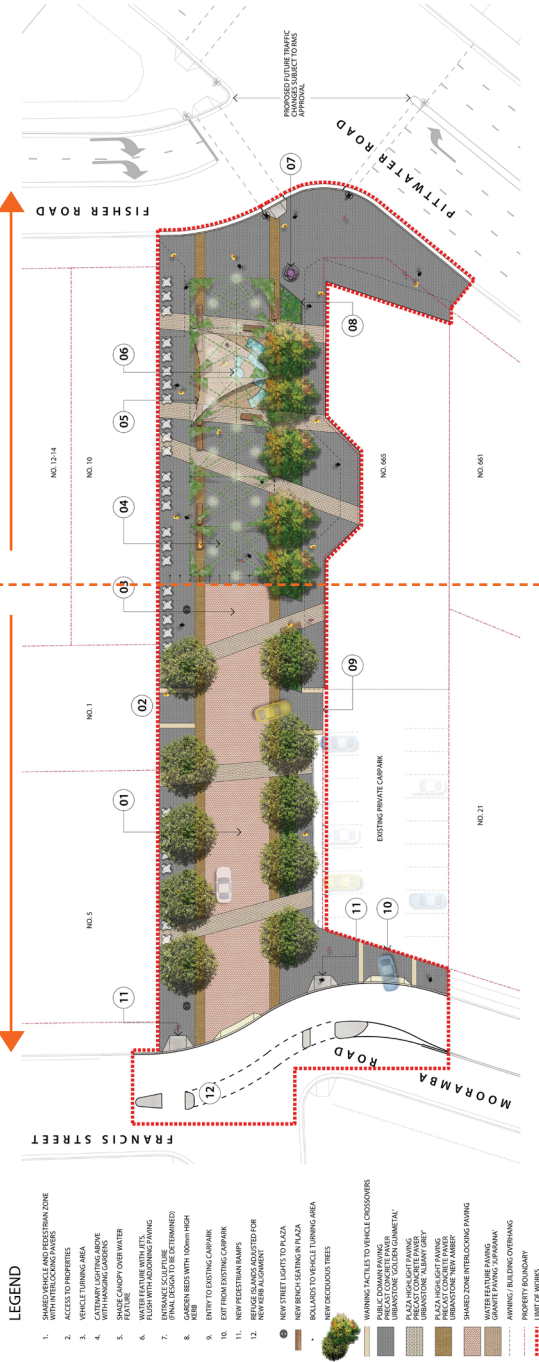 LEGEND
1. SHARED VEHICLE AND PEDESTRIAN ZONE
WITH INTERLOCKING PAVERS
2. ACCESS TO PROPERTIES
3. VEHICLE TURNING AREA
4. CATENARY LIGHTING ABOVE
WITH HANGING GARDENS
5. SHADE CANOPY OVER WATER
FEATURE
6. WATER FEATURE WITH JETS.
FLUSH WITH ADJOINING PAVING
7. ENTRANCE SCULPTURE
(FINAL DESIGN TO BE DETERMINED)
8. GARDEN BEDS WITH 100mm HIGH
KERB
9. ENTRY TO EXISTING CARPARK
10. EXIT FROM EXISTING CARPARK
11. NEW PEDESTRIAN RAMPS
12. REFUGE ISLANDS ADJUSTED FOR
NEW KERB ALIGNMENT
NEW STREET LIGHTS TO PLAZA
NEW BENCH SEATING IN PLAZA
BOLLARDS TO VEHICLE TURNING AREA
NEW DECIDUOUS TREES
WARNING TACTILES TO VEHICLE CROSSOVERS
PUBLIC DOMAIN PAVING
PRECAST CONCRETE PAVER
URBANSTONE 'GOLDEN GUNMETAL'
PLAZA HIGHLIGHT PAVING
PRECAST CONCRETE PAVER
URBANSTONE 'ALBANY GREY'
PLAZA HIGHLIGHT PAVING
PRECAST CONCRETE PAVER
URBANSTONE 'NEW AMBER'
SHARED ZONE INTERLOCKING PAVING
WATER FEATURE PAVING
GRANITE PAVING 'JUPARANA'
AWNING / BUILDING OVERHANG
PROPERTY BOUNDARY
LIMIT OF WORKS
FRANCIS STREET
MOORAMBA
ROAD
12
11
11
10
NO. 5
01
NO. 1
02
09
EXISTING PRIVATE CARPARK
NO. 21
03
04
05
06
NO. 12-14
NO. 10
NO. 665
NO. 661
08
07
FISHER ROAD
PITTWATER ROAD
PROPOSED FUTURE TRAFFIC
CHANGES SUBJECT TO RMS
APPROVAL